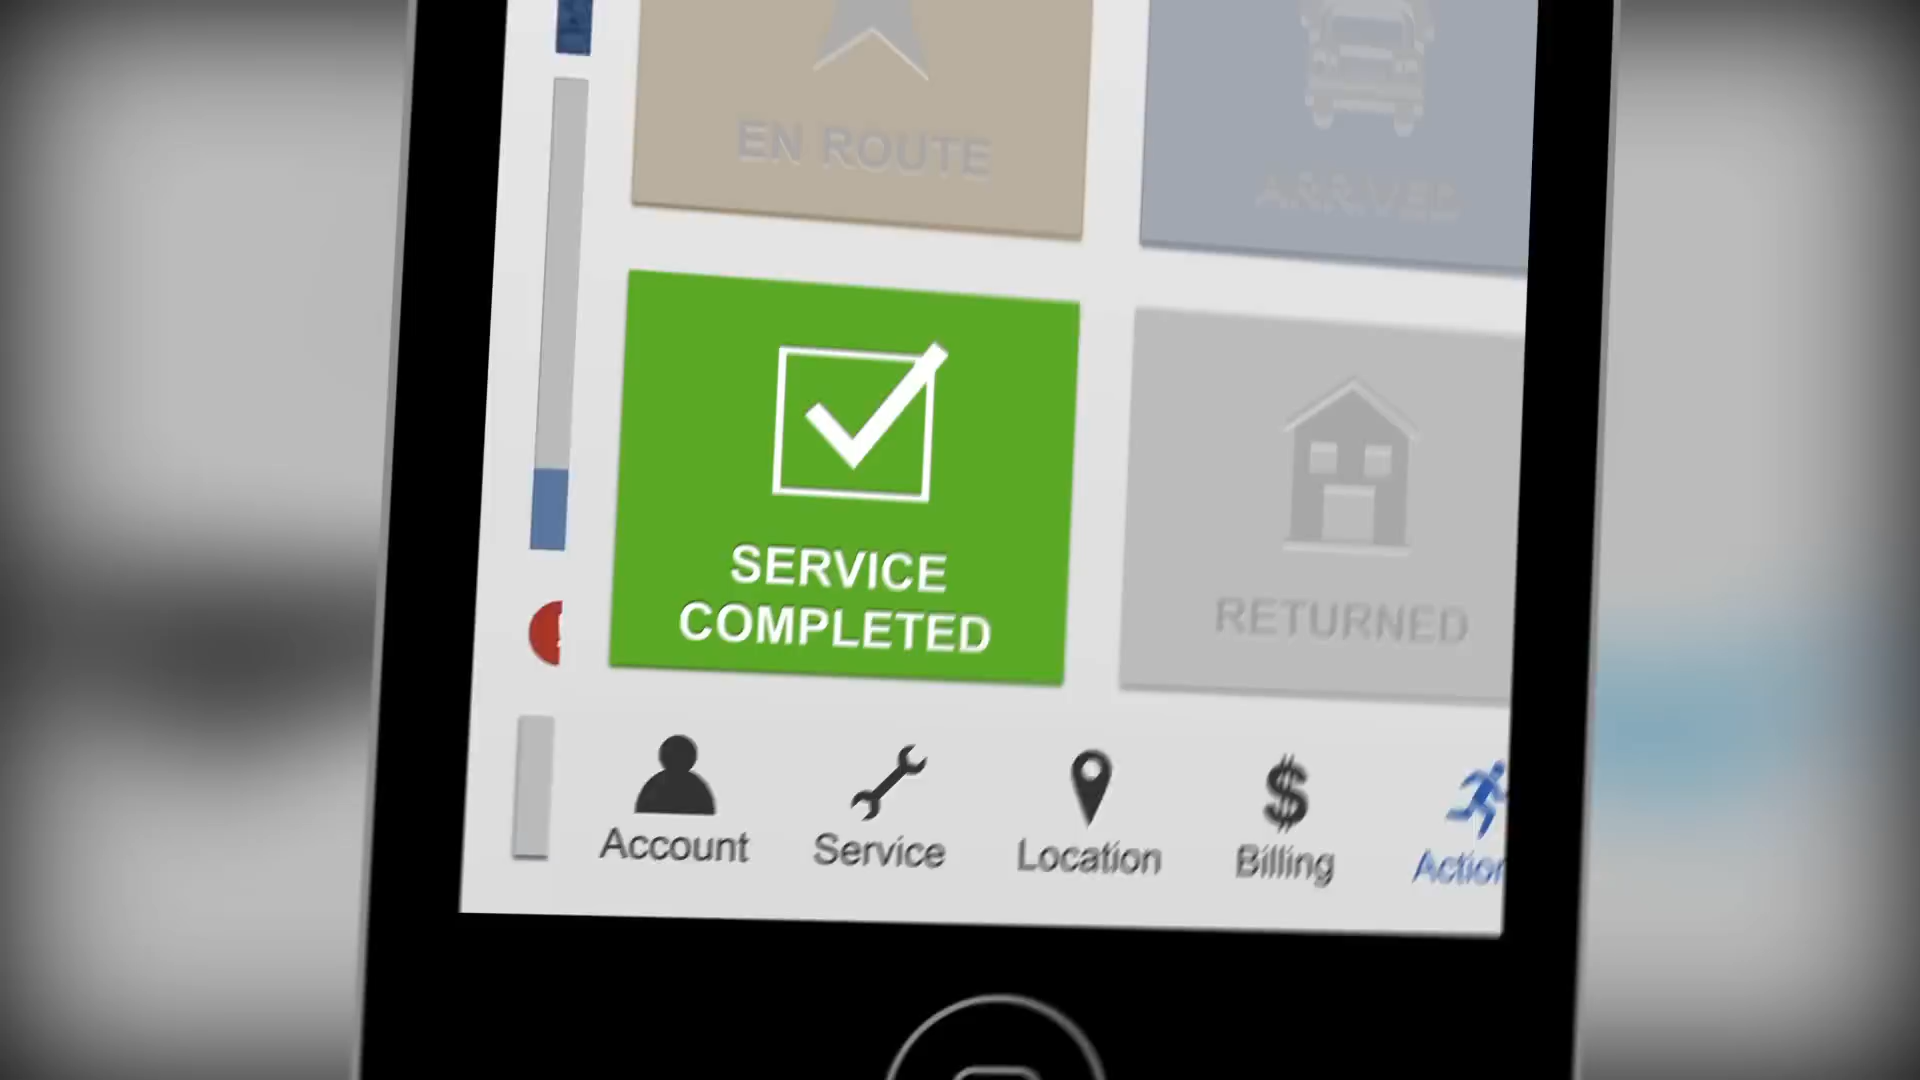 EN ROUTE
ARRIVED
SERVICE
COMPLETED
RETURNED
Account
Service
Location
$
Billing
Action